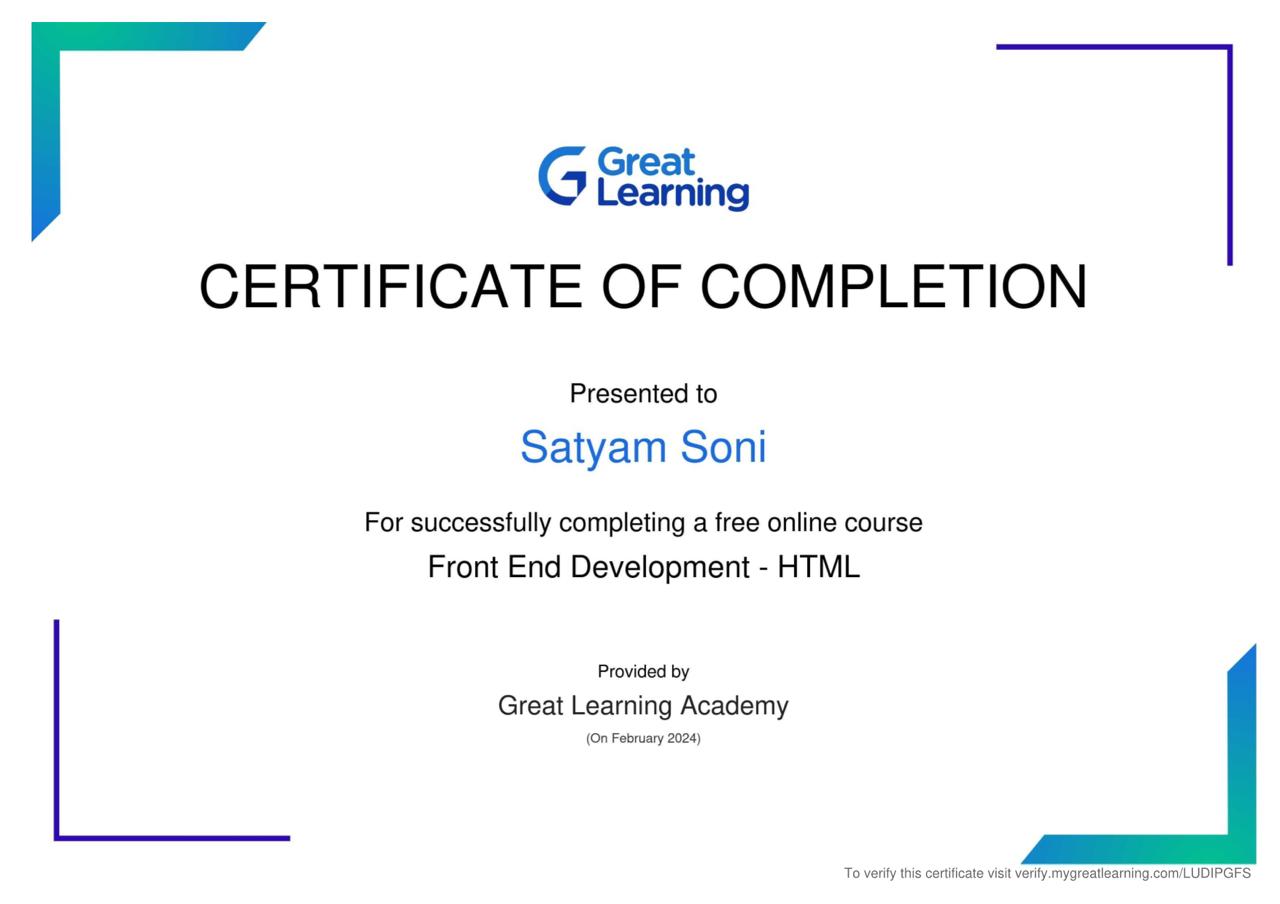 Great
Learning
CERTIFICATE OF COMPLETION
Presented to
Satyam Soni
For successfully completing a free online course
Front End Development - HTML
Provided by
Great Learning Academy
(On February 2024)
To verify this certificate visit verify.mygreatlearning.com/LUDIPGFS